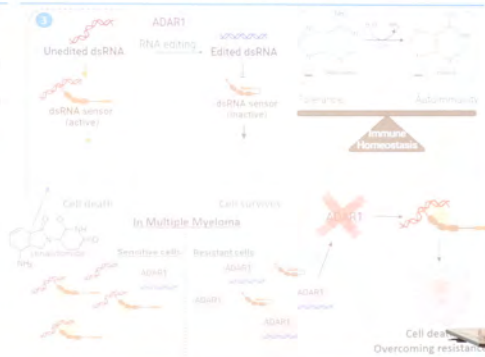 3
ADAR1
Unedited dsRNA
RNA editing
Edited dsRNA
dsRNA sensor
(active)
dsRNA sensor
(inactive)
Tolerance
Autoimmunity
Immune
Homeostasis
Cell death
Cell survival
In Multiple Myeloma
ADAR1
NH₂
Sensitive cells
Resistant cells
ADAR1
ADAR1
ADAR1
ADAR1
ADAR1
Cell dea
Overcoming resistance